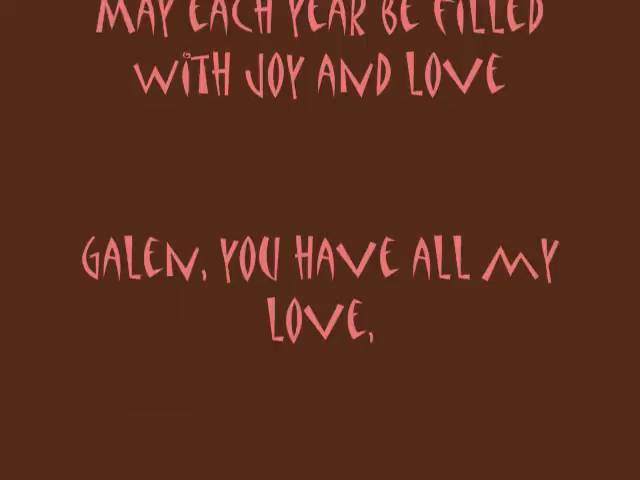 MAY EACH YEAR BE FILLED
WITH JOY AND LOVE
GALEN, YOU HAVE ALL MY
LOVE,